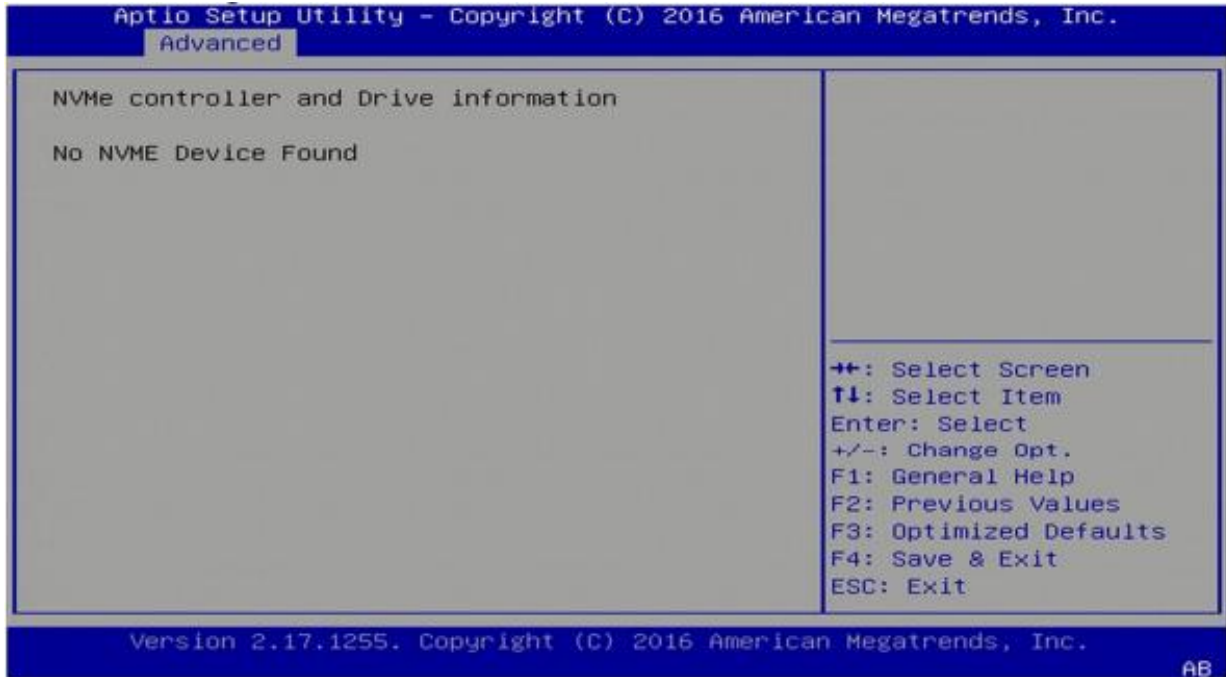 Aptio Setup Utility – Copyright (C) 2016 American Megatrends, Inc.
Advanced
NVMe controller and Drive information
No NVME Device Found
→←: Select Screen
↑↓: Select Item
Enter: Select
+/-: Change Opt.
F1: General Help
F2: Previous Values
F3: Optimized Defaults
F4: Save & Exit
ESC: Exit
Version 2.17.1255. Copyright (C) 2016 American Megatrends, Inc.
AB